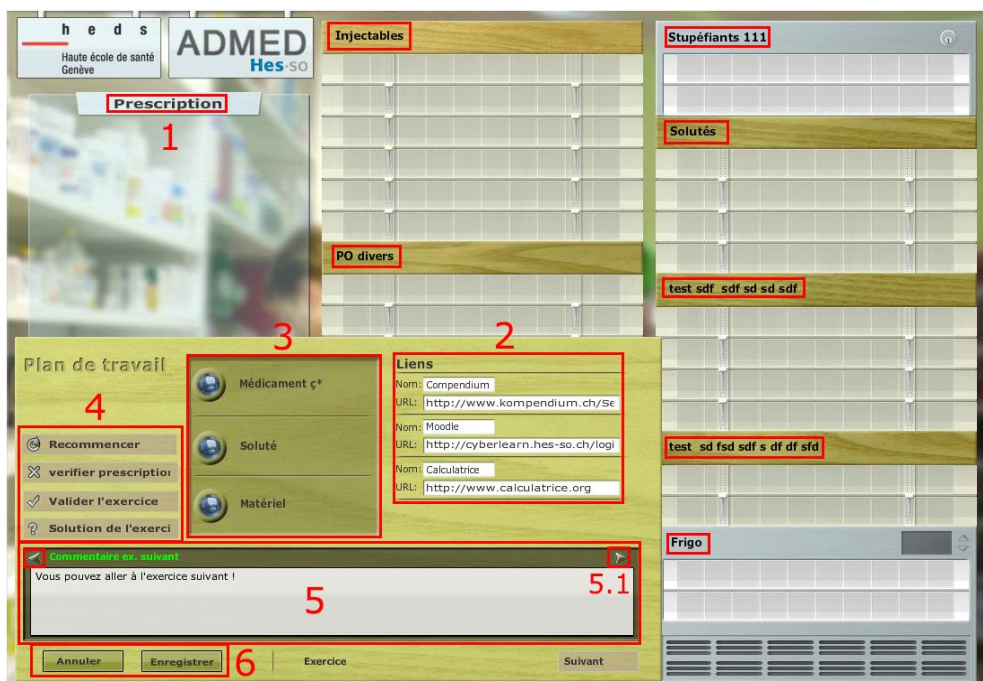 h e d s
Haute école de santé
Genève
ADMED
Hes-so
Prescription
1
Injectables
PO divers
Stupéfiants 111
Solutés
test sdf sdf sd sd sdf
test sd fsd sdf s df df sfd
Frigo
Plan de travail
4
Recommencer
verifier prescription
Valider l'exercice
Solution de l'exerci
3
Médicament ç*
Soluté
Matériel
2
Liens
Nom: Compendium
URL: http://www.kompendium.ch/Se
Nom: Moodle
URL: http://cyberlearn.hes-so.ch/logi
Nom: Calculatrice
URL: http://www.calculatrice.org
Commentaire ex. suivant
Vous pouvez aller à l'exercice suivant !
5
5.1
Annuler
Enregistrer
6
Exercice
Suivant